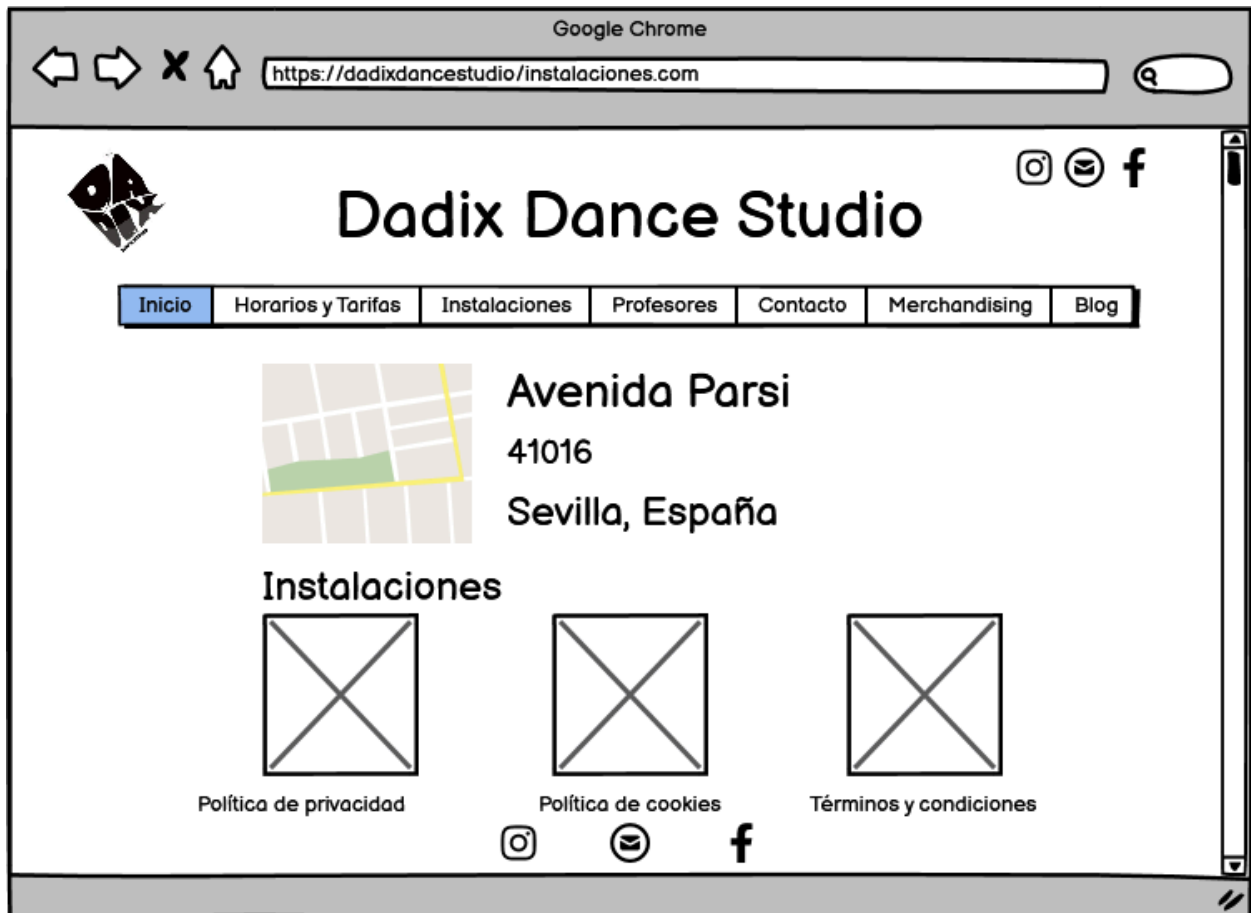 Google Chrome
https://dadixdancestudio/instalaciones.com
Dadix Dance Studio
Inicio Horarios y Tarifas Instalaciones Profesores Contacto Merchandising Blog
Avenida Parsi
41016
Sevilla, España
Instalaciones
Política de privacidad Política de cookies Términos y condiciones